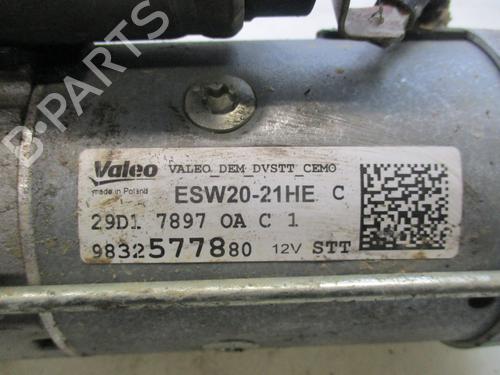 B-PARTS
Valeo VALEO_DEM_DVSTT_CEMO
made in Poland
ESW20-21HE C
29D1 7897 0A C 1
9832577880 12V STT